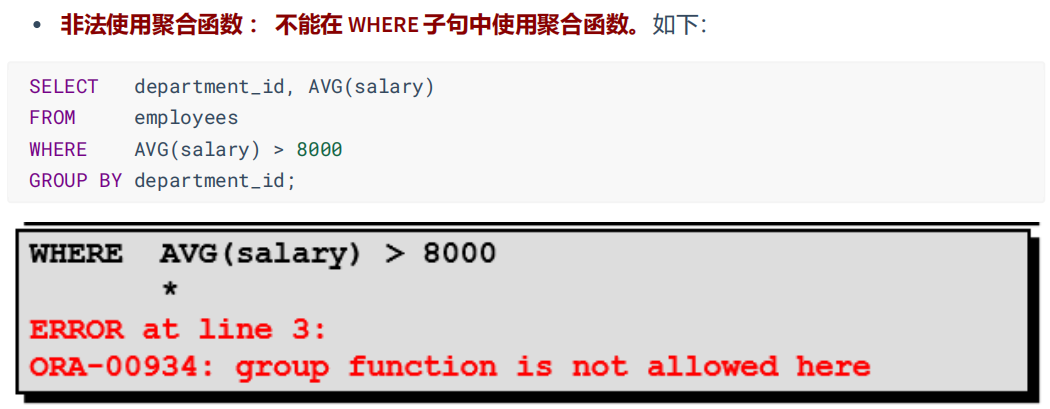 • 非法使用聚合函数： 不能在 WHERE 子句中使用聚合函数。如下：
SELECT   department_id, AVG(salary)
FROM     employees
WHERE    AVG(salary) > 8000
GROUP BY department_id;
WHERE  AVG(salary) > 8000
       *
ERROR at line 3:
ORA-00934: group function is not allowed here